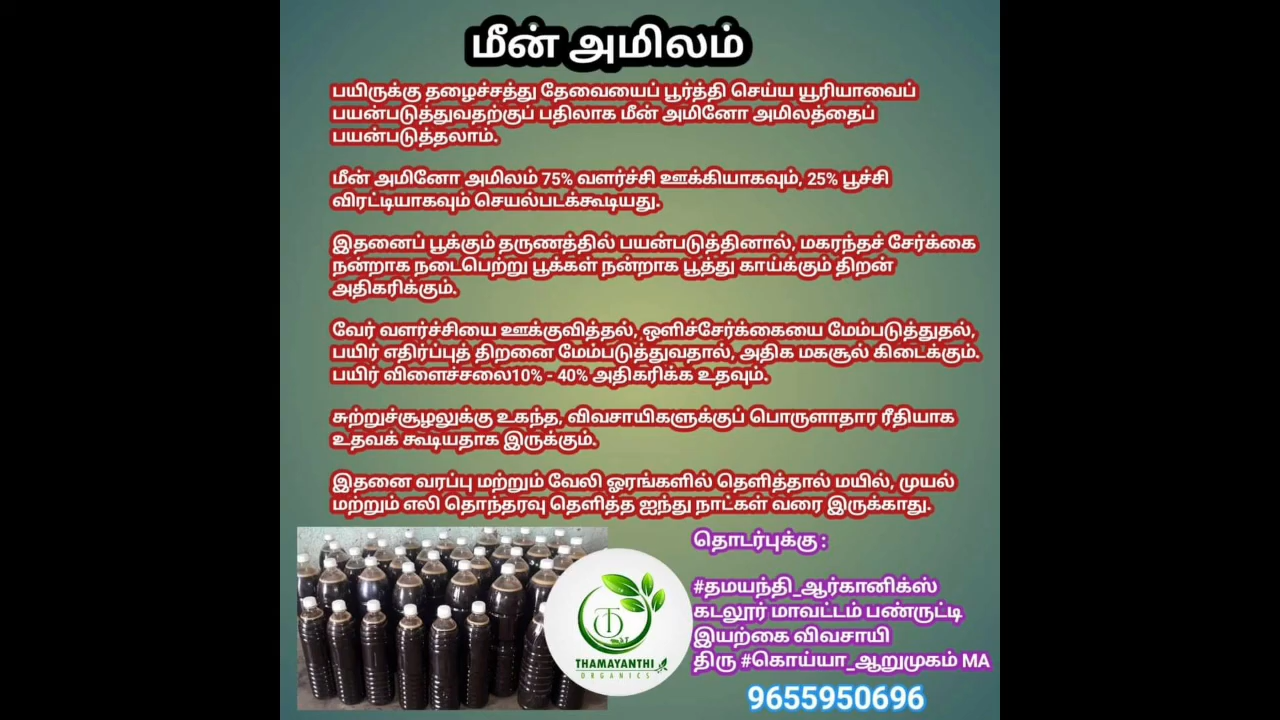 மீன் அமிலம்
பயிருக்கு தழைச்சத்து தேவையைப் பூர்த்தி செய்ய யூரியாவைப்
பயன்படுத்துவதற்குப் பதிலாக மீன் அமினோ அமிலத்தைப்
பயன்படுத்தலாம்.
மீன் அமினோ அமிலம் 75% வளர்ச்சி ஊக்கியாகவும், 25% பூச்சி
விரட்டியாகவும் செயல்படக்கூடியது.
இதனைப் பூக்கும் தருணத்தில் பயன்படுத்தினால், மகரந்தச் சேர்க்கை
நன்றாக நடைபெற்று பூக்கள் நன்றாக பூத்து காய்க்கும் திறன்
அதிகரிக்கும்.
வேர் வளர்ச்சியை ஊக்குவித்தல், ஒளிச்சேர்க்கையை மேம்படுத்துதல்,
பயிர் எதிர்ப்புத் திறனை மேம்படுத்துவதால், அதிக மகசூல் கிடைக்கும்.
பயிர் விளைச்சலை10% - 40% அதிகரிக்க உதவும்.
சுற்றுச்சூழலுக்கு உகந்த, விவசாயிகளுக்குப் பொருளாதார ரீதியாக
உதவக் கூடியதாக இருக்கும்.
இதனை வரப்பு மற்றும் வேலி ஓரங்களில் தெளித்தால் மயில், முயல்
மற்றும் எலி தொந்தரவு தெளித்த ஐந்து நாட்கள் வரை இருக்காது.
தொடர்புக்கு :
#தமயந்தி_ஆர்கானிக்ஸ்
கடலூர் மாவட்டம் பண்ருட்டி
இயற்கை விவசாயி
திரு #கொய்யா_ஆறுமுகம் MA
9655950696
THAMAYANTHI
ORGANICS